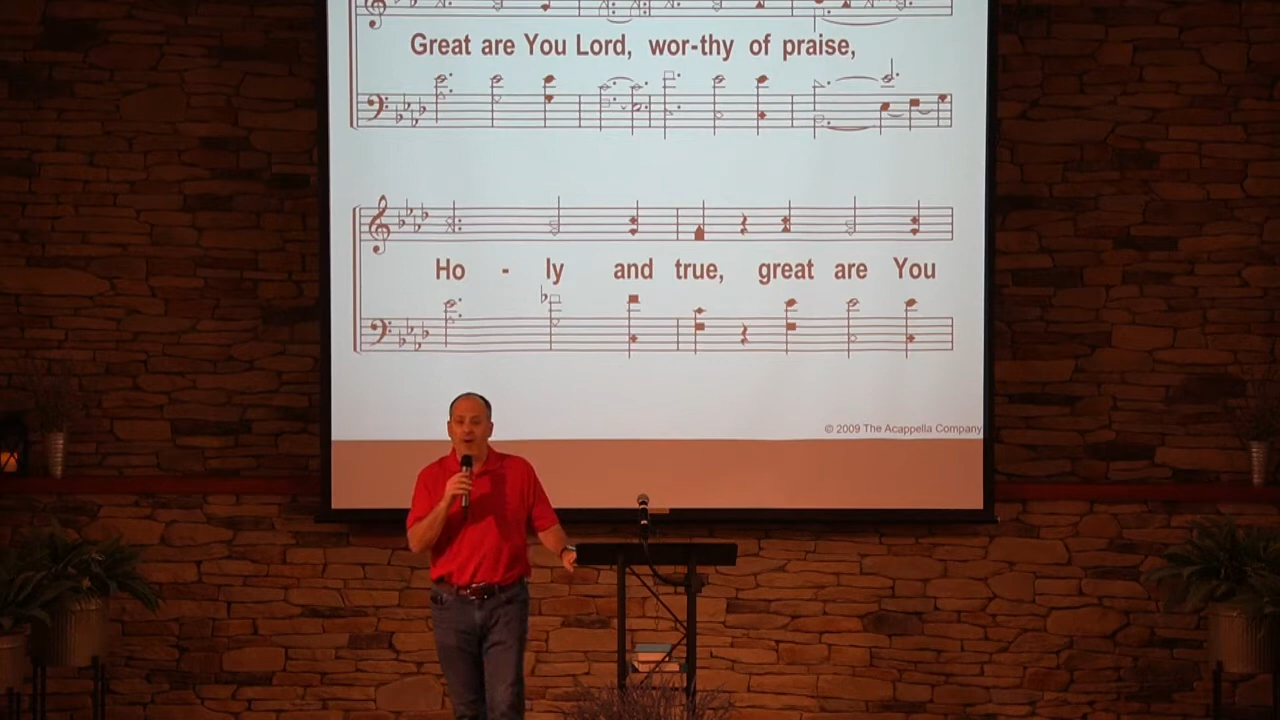 Great are You Lord, wor-thy of praise,
Ho - ly and true, great are You
© 2009 The Acappella Company